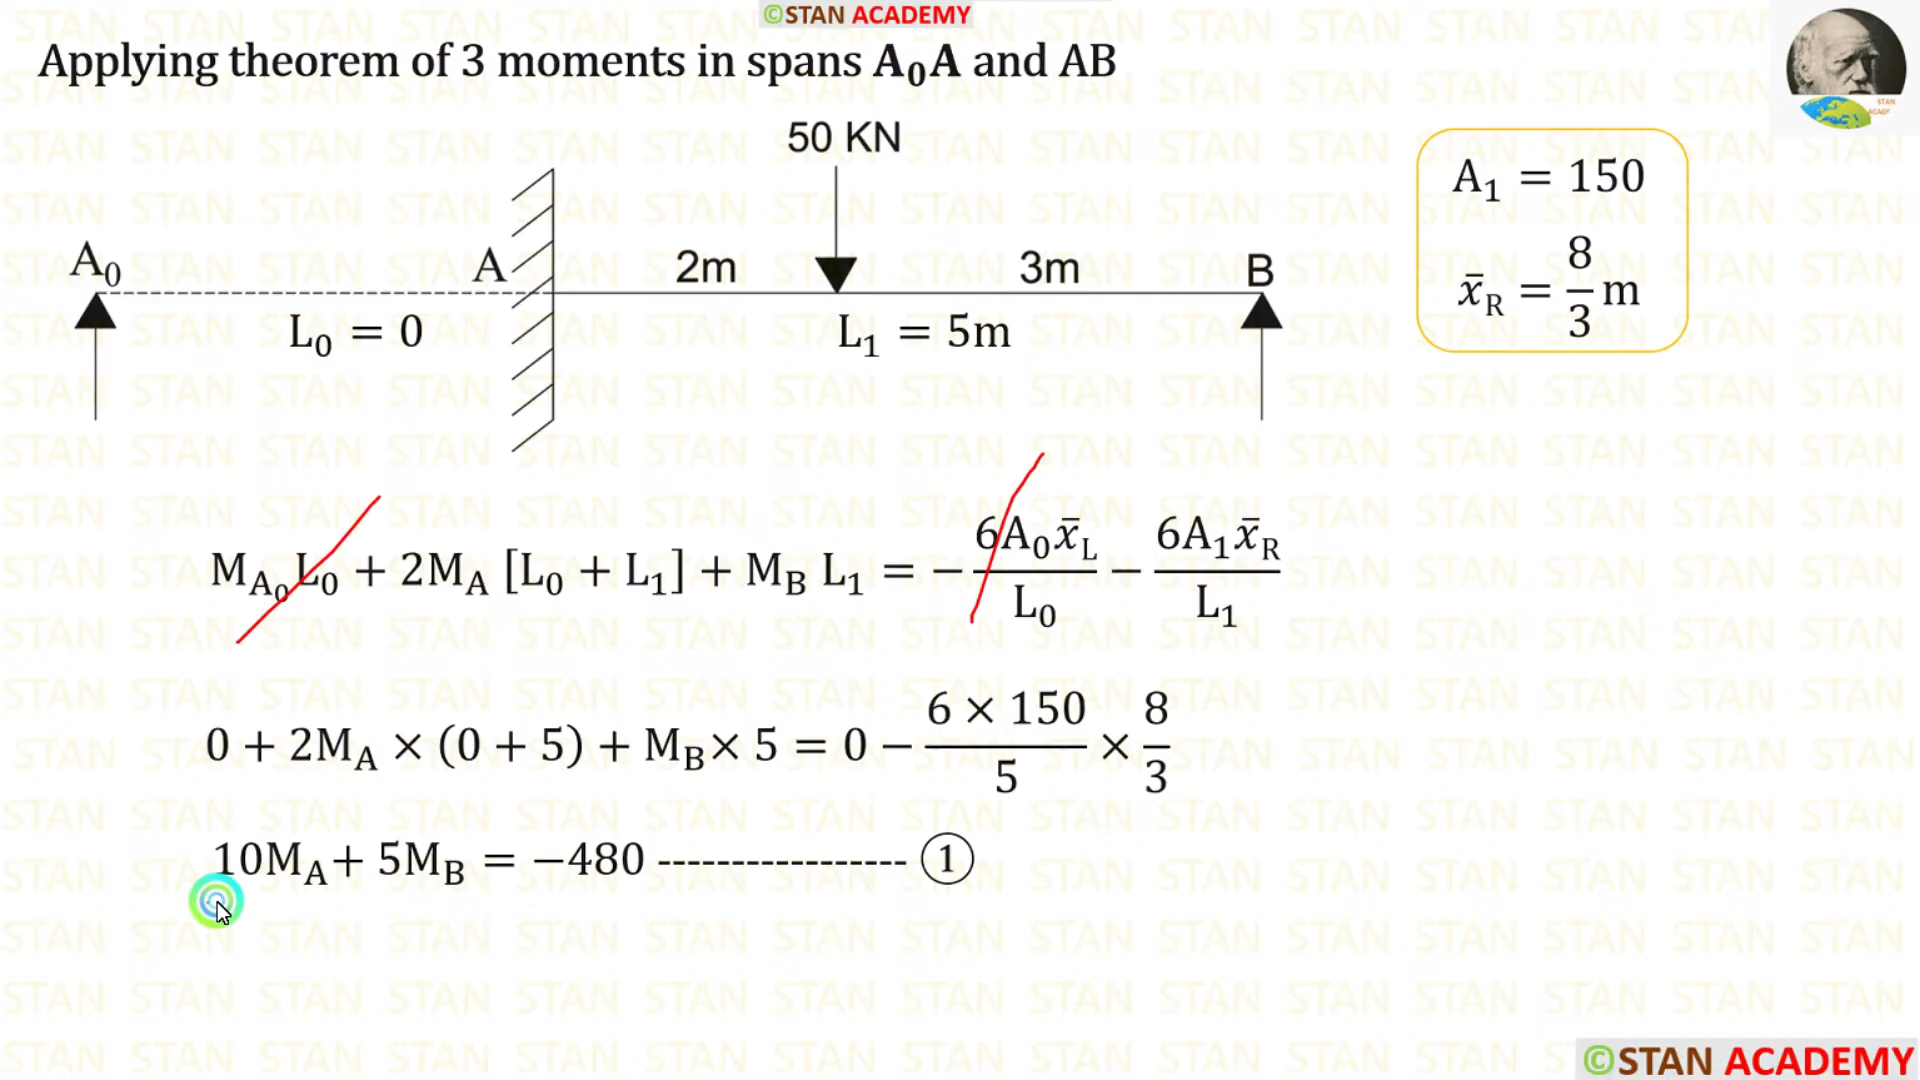 ©STAN ACADEMY
Applying theorem of 3 moments in spans A₀A and AB
50 KN
A₁ = 150
x̄_R = 8/3 m
A₀ A 2m 3m B
L₀ = 0 L₁ = 5m
M_A₀ L₀ + 2M_A [L₀ + L₁] + M_B L₁ = − 6A₀x̄_L/L₀ − 6A₁x̄_R/L₁
0 + 2M_A × (0 + 5) + M_B × 5 = 0 − 6 × 150/5 × 8/3
10M_A + 5M_B = −480 ----------------- ①
©STAN ACADEMY